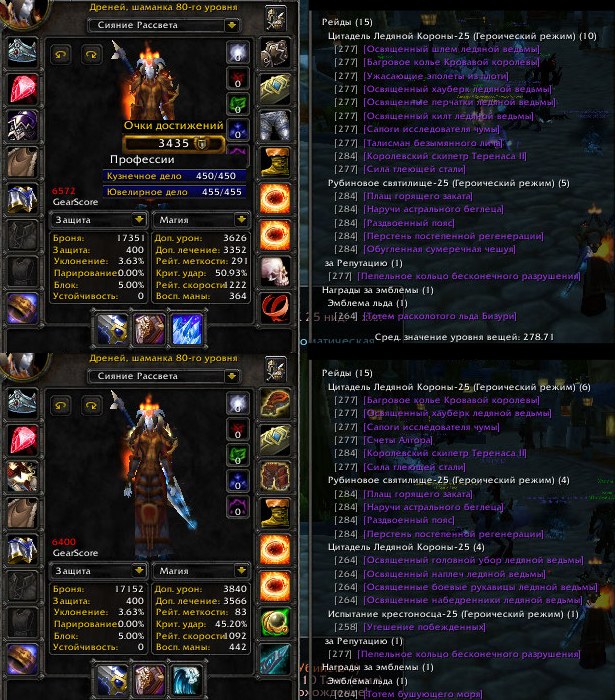 Дреней, шаманка 80-го уровня
Сияние Рассвета
Очки достижений
3435
Профессии
Кузнечное дело 450/450
Ювелирное дело 455/455
6572
GearScore
Защита
Магия
Броня: 17351
Защита: 400
Уклонение: 3.63%
Парирование: 0.00%
Блок: 5.00%
Устойчивость: 0
Доп. урон: 3626
Доп. лечение: 3352
Рейт. меткости: 291
Крит. удар: 50.93%
Рейт. скорости: 1222
Восп. маны: 364
Рейды (15)
Цитадель Ледяной Короны-25 (Героический режим) (10)
[277] [Освященный шлем ледяной ведьмы]
[277] [Багровое колье Кровавой королевы]
[277] [Ужасающие эполеты из плоти]
[277] [Освященный хауберк ледяной ведьмы]
[277] [Освященные перчатки ледяной ведьмы]
[277] [Освященный килт ледяной ведьмы]
[277] [Сапоги исследователя чумы]
[277] [Талисман безымянного лича]
[284] [Королевский скипетр Теренаса II]
[277] [Сила тлеющей стали]
Рубиновое святилище-25 (Героический режим) (5)
[284] [Плащ горящего заката]
[284] [Наручи астрального беглеца]
[284] [Раздвоенный пояс]
[284] [Перстень постепенной регенерации]
[284] [Обугленная сумеречная чешуя]
за Репутацию (1)
[277] [Пепельное кольцо бесконечного разрушения]
Награды за эмблемы (1)
Эмблема льда (1)
[264] [Тотем расколотого льда Бизури]
Сред. значение уровня вещей: 278.71
Дреней, шаманка 80-го уровня
Сияние Рассвета
0
0
0
0
6400
GearScore
Защита
Магия
Броня: 17152
Защита: 400
Уклонение: 3.63%
Парирование: 0.00%
Блок: 5.00%
Устойчивость: 0
Доп. урон: 3840
Доп. лечение: 3566
Рейт. меткости: 83
Крит. удар: 45.20%
Рейт. скорости: 1092
Восп. маны: 442
Рейды (15)
Цитадель Ледяной Короны-25 (Героический режим) (6)
[277] [Багровое колье Кровавой королевы]
[277] [Освященный хауберк ледяной ведьмы]
[277] [Сапоги исследователя чумы]
[277] [Счеты Алтора]
[284] [Королевский скипетр Теренаса II]
[277] [Сила тлеющей стали]
Рубиновое святилище-25 (Героический режим) (4)
[284] [Плащ горящего заката]
[284] [Наручи астрального беглеца]
[284] [Раздвоенный пояс]
[284] [Перстень постепенной регенерации]
Цитадель Ледяной Короны-25 (4)
[264] [Освященный головной убор ледяной ведьмы]
[264] [Освященный наплеч ледяной ведьмы]
[264] [Освященные боевые рукавицы ледяной ведьмы]
[264] [Освященные набедренники ледяной ведьмы]
Испытание крестоносца-25 (Героический режим) (1)
[258] [Утешение побежденных]
за Репутацию (1)
[277] [Пепельное кольцо бесконечного разрушения]
Награды за эмблемы (1)
Эмблема льда (1)
[264] [Тотем бушующего моря]